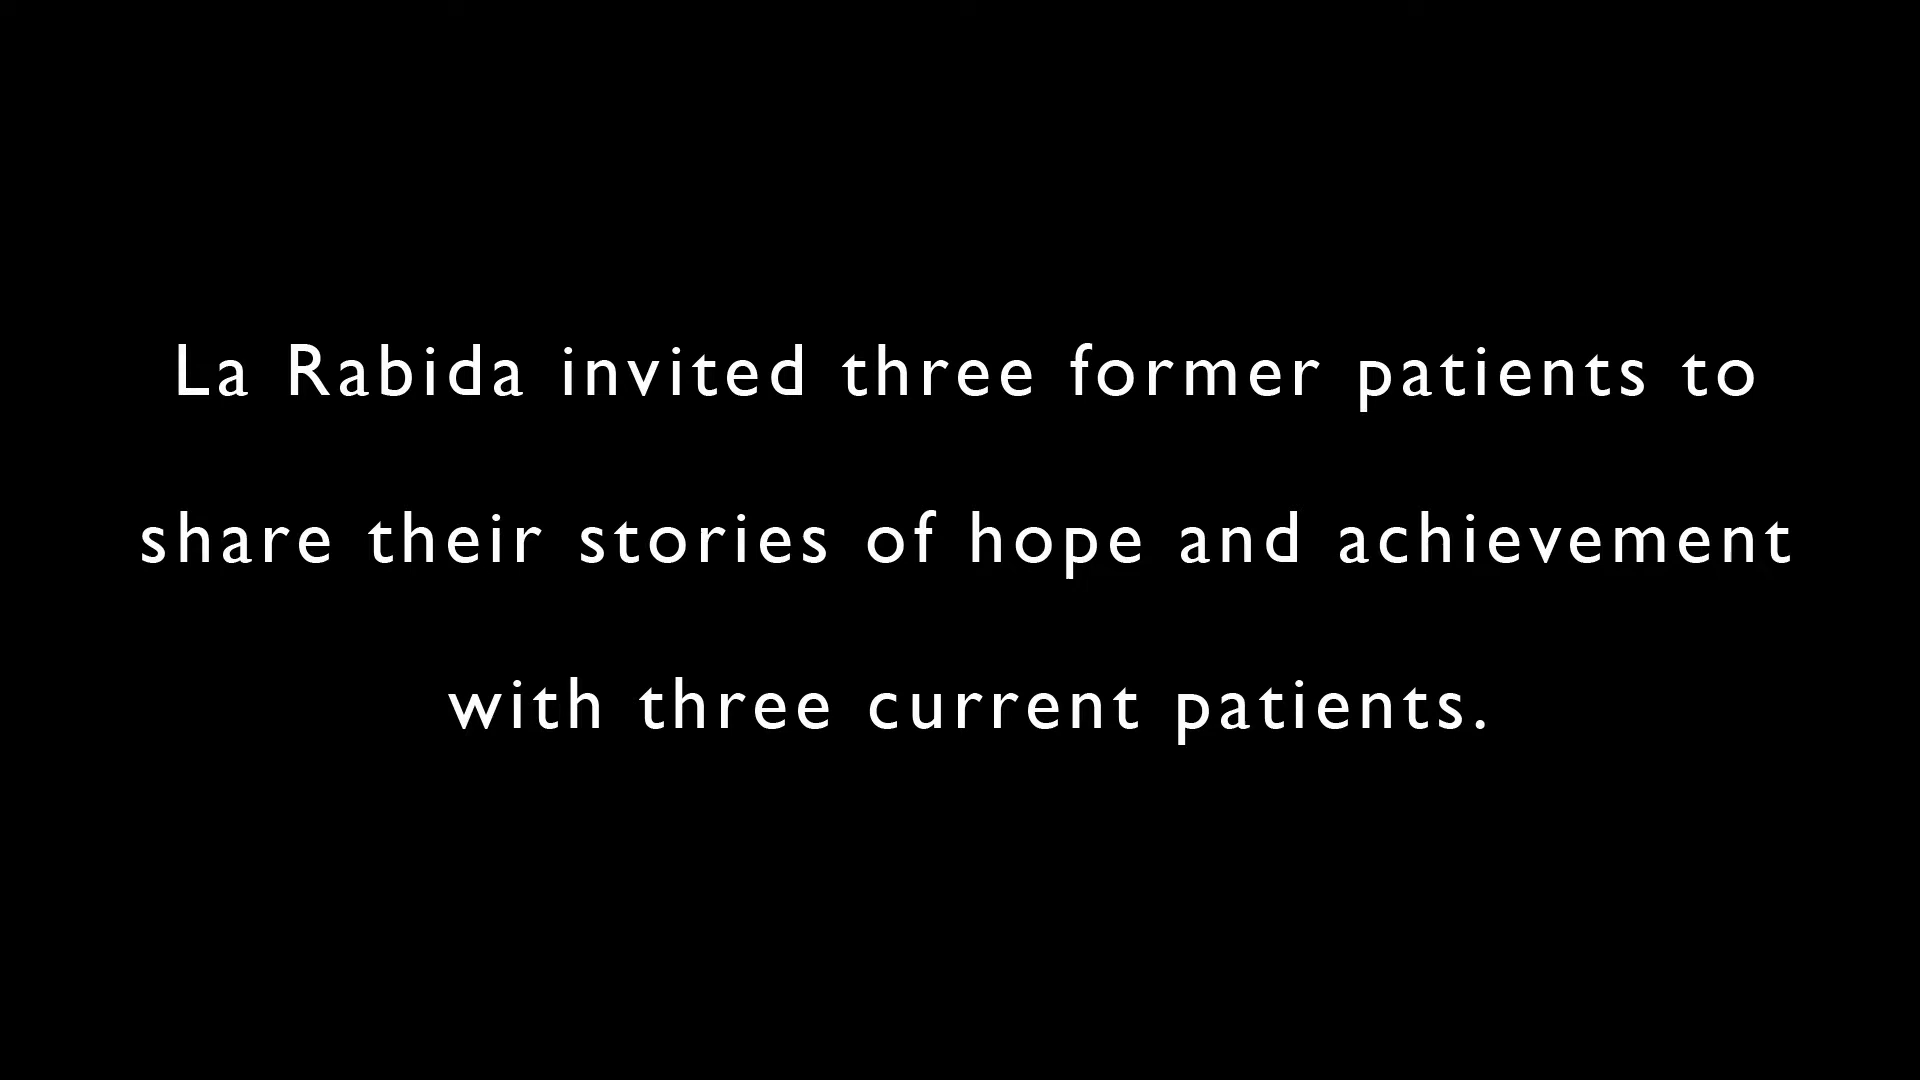 La Rabida invited three former patients to
share their stories of hope and achievement
with three current patients.